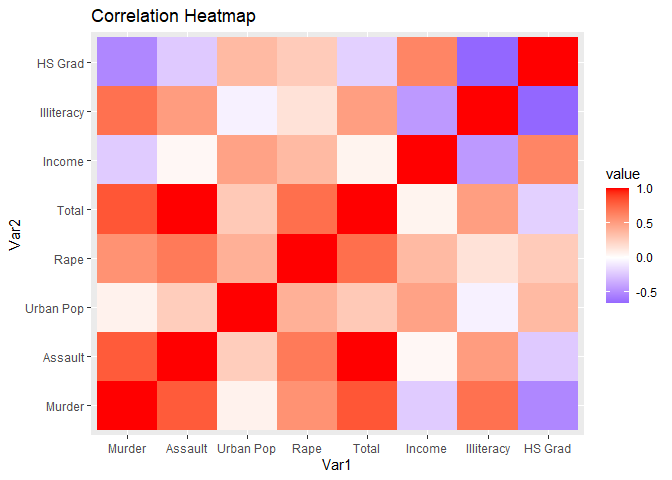 Correlation Heatmap
Var2
HS Grad
Illiteracy
Income
Total
Rape
Urban Pop
Assault
Murder
Murder Assault Urban Pop Rape Total Income Illiteracy HS Grad
Var1
value
1.0
0.5
0.0
-0.5